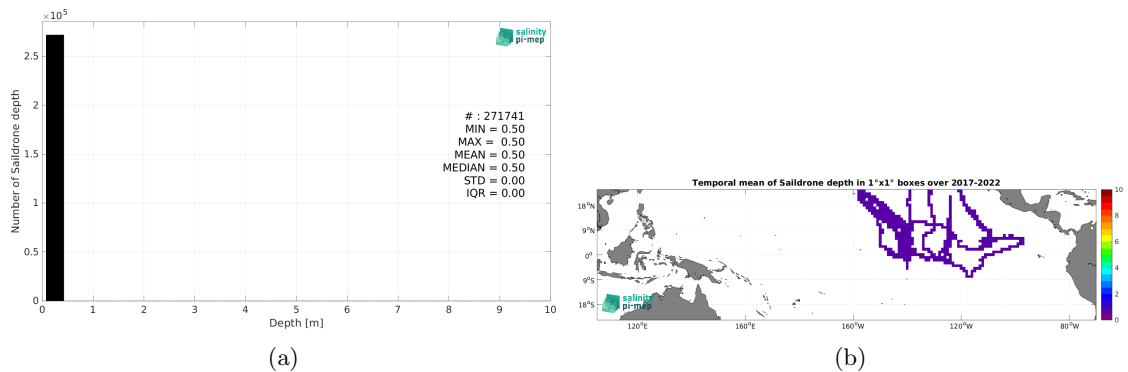 ×10⁵
2.5
2
1.5
1
0.5
0
0 1 2 3 4 5 6 7 8 9 10
Number of Saildrone depth
Depth [m]
salinity
pi-mep
# : 271741
MIN = 0.50
MAX = 0.50
MEAN = 0.50
MEDIAN = 0.50
STD = 0.00
IQR = 0.00
(a)
Temporal mean of Saildrone depth in 1°x1° boxes over 2017-2022
18°N
9°N
0°
9°S
18°S
120°E 160°E 160°W 120°W 80°W
salinity
pi-mep
10
8
6
4
2
0
(b)